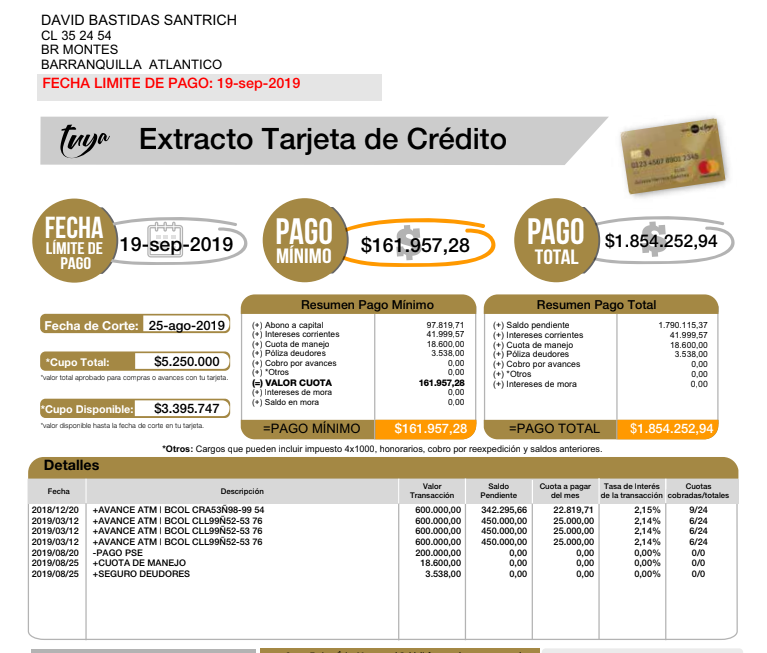 DAVID BASTIDAS SANTRICH
CL 35 24 54
BR MONTES
BARRANQUILLA ATLANTICO
FECHA LIMITE DE PAGO: 19-sep-2019
tuya Extracto Tarjeta de Crédito
FECHA LÍMITE DE PAGO 19-sep-2019
PAGO MÍNIMO $161.957,28
PAGO TOTAL $1.854.252,94
Fecha de Corte: 25-ago-2019
*Cupo Total: $5.250.000
*valor total aprobado para compras o avances con tu tarjeta.
*Cupo Disponible: $3.395.747
*valor disponible hasta la fecha de corte en tu tarjeta.
Resumen Pago Mínimo
(+) Abono a capital 97.819,71
(+) Intereses corrientes 41.999,57
(+) Cuota de manejo 18.600,00
(+) Póliza deudores 3.538,00
(+) Cobro por avances 0,00
(+) *Otros 0,00
(=) VALOR CUOTA 161.957,28
(+) Intereses de mora 0,00
(+) Saldo en mora 0,00
=PAGO MÍNIMO $161.957,28
Resumen Pago Total
(+) Saldo pendiente 1.790.115,37
(+) Intereses corrientes 41.999,57
(+) Cuota de manejo 18.600,00
(+) Póliza deudores 3.538,00
(+) Cobro por avances 0,00
(+) *Otros 0,00
(+) Intereses de mora 0,00
=PAGO TOTAL $1.854.252,94
*Otros: Cargos que pueden incluir impuesto 4x1000, honorarios, cobro por reexpedición y saldos anteriores.
Detalles
Fecha Descripción Valor Transacción Saldo Pendiente Cuota a pagar del mes Tasa de Interés de la transacción Cuotas cobradas/totales
2018/12/20 +AVANCE ATM | BCOL CRA53Ñ98-99 54 600.000,00 342.295,66 22.819,71 2,15% 9/24
2019/03/12 +AVANCE ATM | BCOL CLL99Ñ52-53 76 600.000,00 450.000,00 25.000,00 2,14% 6/24
2019/03/12 +AVANCE ATM | BCOL CLL99Ñ52-53 76 600.000,00 450.000,00 25.000,00 2,14% 6/24
2019/03/12 +AVANCE ATM | BCOL CLL99Ñ52-53 76 600.000,00 450.000,00 25.000,00 2,14% 6/24
2019/08/20 -PAGO PSE 200.000,00 0,00 0,00 0,00% 0/0
2019/08/25 +CUOTA DE MANEJO 18.600,00 0,00 0,00 0,00% 0/0
2019/08/25 +SEGURO DEUDORES 3.538,00 0,00 0,00 0,00% 0/0